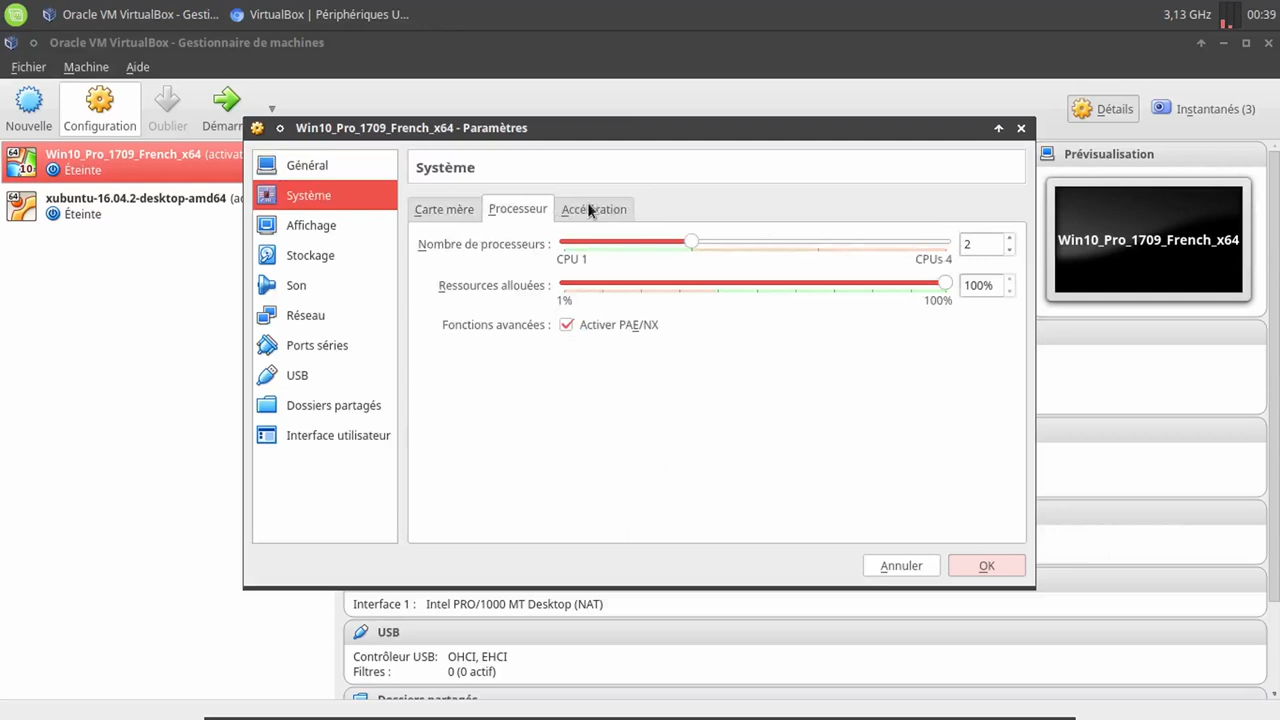 Oracle VM VirtualBox - Gesti...
VirtualBox | Périphériques U...
3,13 GHz
00:39
Oracle VM VirtualBox - Gestionnaire de machines
Fichier
Machine
Aide
Nouvelle
Configuration
Oublier
Démarr
Détails
Instantanés (3)
Win10_Pro_1709_French_x64 (activat
Éteinte
xubuntu-16.04.2-desktop-amd64 (ac
Éteinte
Win10_Pro_1709_French_x64 - Paramètres
Général
Système
Affichage
Stockage
Son
Réseau
Ports séries
USB
Dossiers partagés
Interface utilisateur
Système
Carte mère
Processeur
Accélération
Nombre de processeurs :
2
CPU 1
CPUs 4
Ressources allouées :
100%
1%
100%
Fonctions avancées :
Activer PAE/NX
Annuler
OK
Prévisualisation
Win10_Pro_1709_French_x64
Interface 1 : Intel PRO/1000 MT Desktop (NAT)
USB
Contrôleur USB: OHCI, EHCI
Filtres : 0 (0 actif)